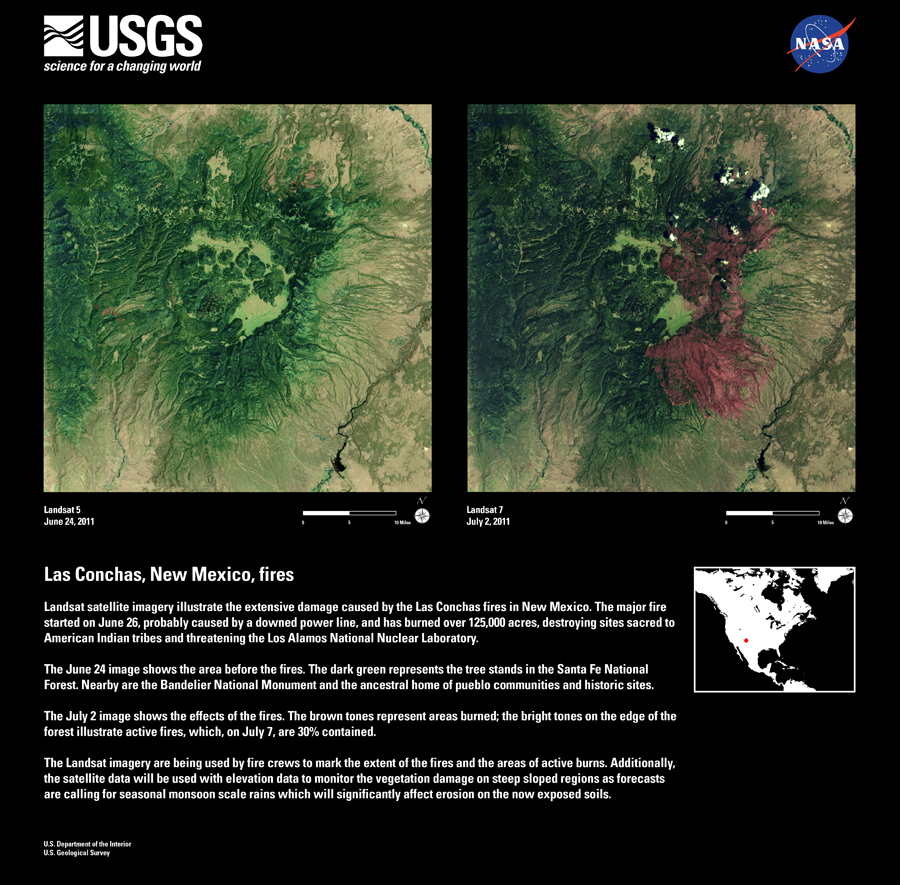 USGS
science for a changing world
NASA
Landsat 5
June 24, 2011
0 5 10 Miles
N
Landsat 7
July 2, 2011
0 5 10 Miles
N
Las Conchas, New Mexico, fires
Landsat satellite imagery illustrate the extensive damage caused by the Las Conchas fires in New Mexico. The major fire
started on June 26, probably caused by a downed power line, and has burned over 125,000 acres, destroying sites sacred to
American Indian tribes and threatening the Los Alamos National Nuclear Laboratory.
The June 24 image shows the area before the fires. The dark green represents the tree stands in the Santa Fe National
Forest. Nearby are the Bandelier National Monument and the ancestral home of pueblo communities and historic sites.
The July 2 image shows the effects of the fires. The brown tones represent areas burned; the bright tones on the edge of the
forest illustrate active fires, which, on July 7, are 30% contained.
The Landsat imagery are being used by fire crews to mark the extent of the fires and the areas of active burns. Additionally,
the satellite data will be used with elevation data to monitor the vegetation damage on steep sloped regions as forecasts
are calling for seasonal monsoon scale rains which will significantly affect erosion on the now exposed soils.
U.S. Department of the Interior
U.S. Geological Survey